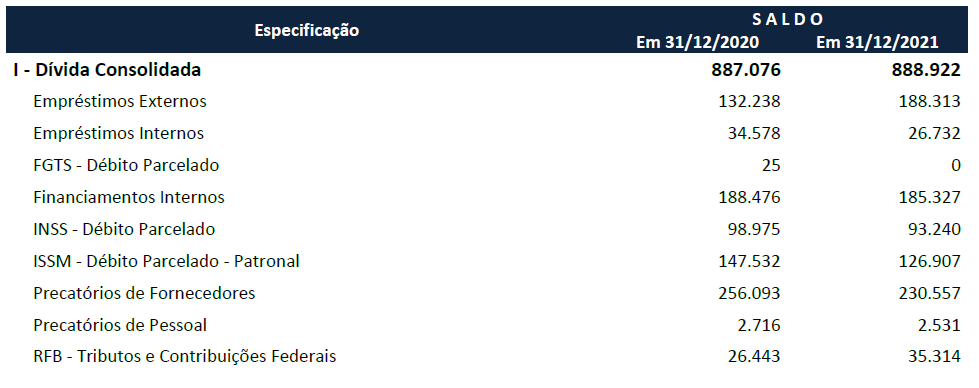 Especificação S A L D O
Em 31/12/2020 Em 31/12/2021
I - Dívida Consolidada 887.076 888.922
Empréstimos Externos 132.238 188.313
Empréstimos Internos 34.578 26.732
FGTS - Débito Parcelado 25 0
Financiamentos Internos 188.476 185.327
INSS - Débito Parcelado 98.975 93.240
ISSM - Débito Parcelado - Patronal 147.532 126.907
Precatórios de Fornecedores 256.093 230.557
Precatórios de Pessoal 2.716 2.531
RFB - Tributos e Contribuições Federais 26.443 35.314